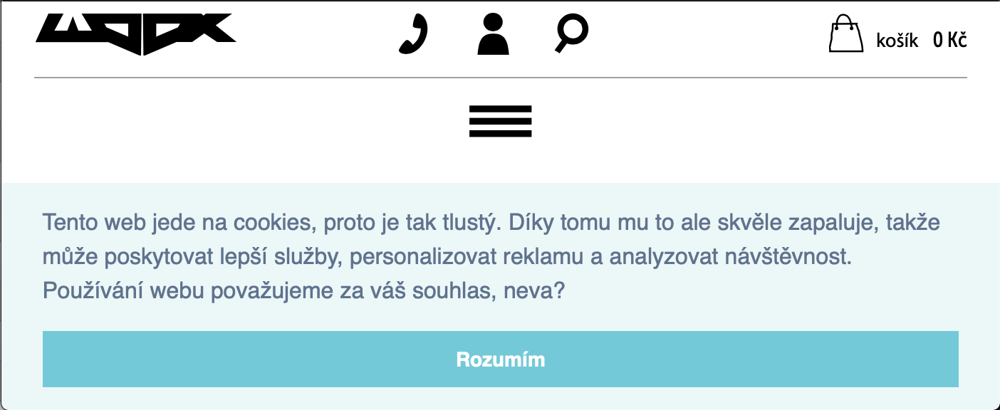 woox
košík 0 Kč
Tento web jede na cookies, proto je tak tlustý. Díky tomu mu to ale skvěle zapaluje, takže
může poskytovat lepší služby, personalizovat reklamu a analyzovat návštěvnost.
Používání webu považujeme za váš souhlas, neva?
Rozumím